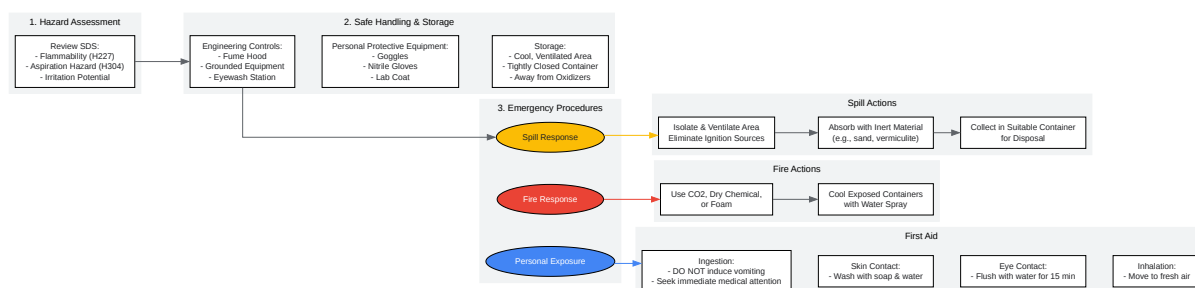 1. Hazard Assessment
Review SDS:
- Flammability (H227)
- Aspiration Hazard (H304)
- Irritation Potential
2. Safe Handling & Storage
Engineering Controls:
- Fume Hood
- Grounded Equipment
- Eyewash Station
Personal Protective Equipment:
- Goggles
- Nitrile Gloves
- Lab Coat
Storage:
- Cool, Ventilated Area
- Tightly Closed Container
- Away from Oxidizers
3. Emergency Procedures
Spill Response
Fire Response
Personal Exposure
Spill Actions
Isolate & Ventilate Area
Eliminate Ignition Sources
Absorb with Inert Material
(e.g., sand, vermiculite)
Collect in Suitable Container
for Disposal
Fire Actions
Use CO2, Dry Chemical,
or Foam
Cool Exposed Containers
with Water Spray
First Aid
Ingestion:
- DO NOT induce vomiting
- Seek immediate medical attention
Skin Contact:
- Wash with soap & water
Eye Contact:
- Flush with water for 15 min
Inhalation:
- Move to fresh air